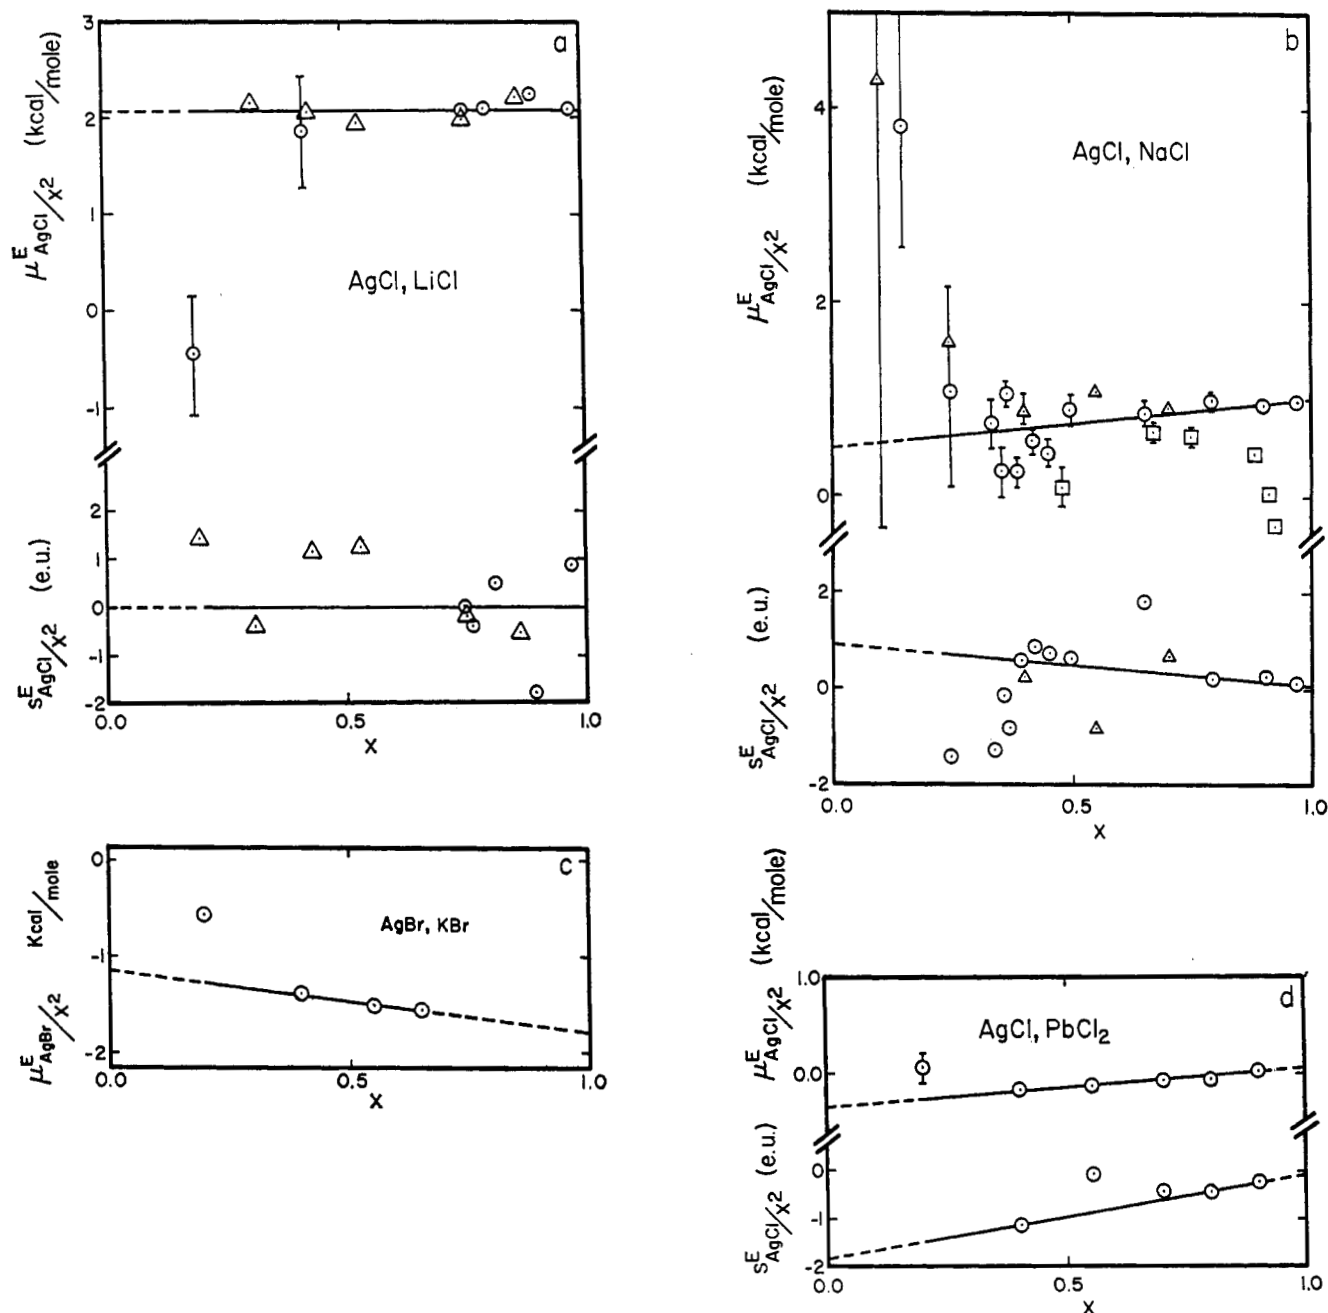 a
μ^E_AgCl/X² (kcal/mole)
3
2
1
0
-1
AgCl, LiCl
s^E_AgCl/X² (e.u.)
2
1
0
-1
-2
0.0
0.5
1.0
X
b
μ^E_AgCl/X² (kcal/mole)
4
2
0
AgCl, NaCl
s^E_AgCl/X² (e.u.)
2
0
-2
0.0
0.5
1.0
X
c
μ^E_AgBr/X² Kcal/mole
0
-1
-2
AgBr, KBr
0.0
0.5
1.0
X
d
μ^E_AgCl/X² (kcal/mole)
1.0
0.0
AgCl, PbCl₂
s^E_AgCl/X² (e.u.)
0
-1
-2
0.0
0.5
1.0
X